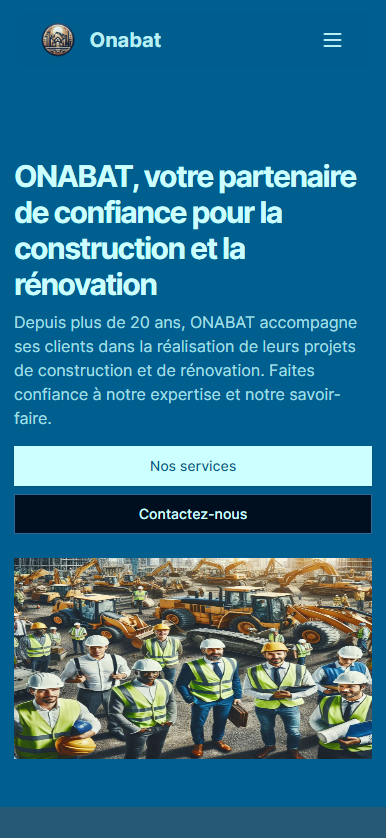 Onabat
ONABAT, votre partenaire
de confiance pour la
construction et la
rénovation
Depuis plus de 20 ans, ONABAT accompagne
ses clients dans la réalisation de leurs projets
de construction et de rénovation. Faites
confiance à notre expertise et notre savoir-
faire.
Nos services
Contactez-nous